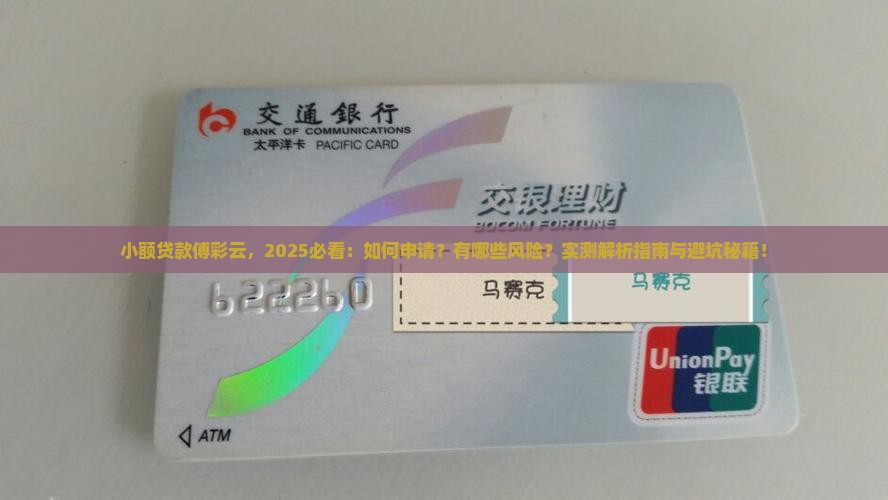 交通銀行
BANK OF COMMUNICATIONS
太平洋卡 PACIFIC CARD
交银理财
BOCOM FORTUNE
小额贷款傅彩云，2025必看：如何申请？有哪些风险？实测解析指南与避坑秘籍！
622260
马赛克
马赛克
UnionPay
银联
ATM